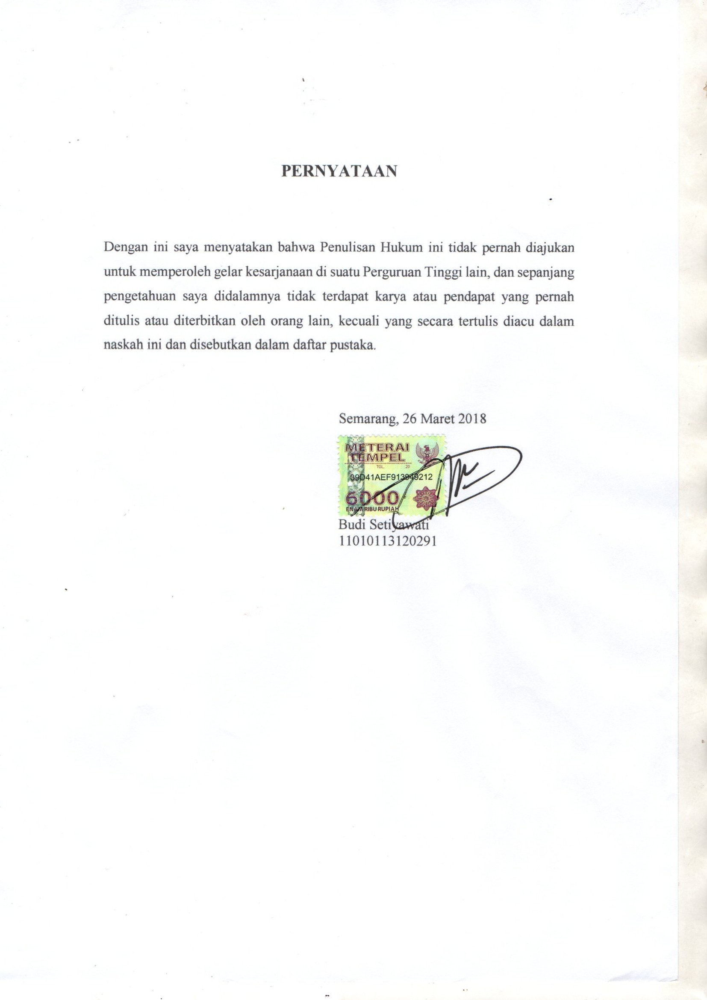 PERNYATAAN
Dengan ini saya menyatakan bahwa Penulisan Hukum ini tidak pernah diajukan
untuk memperoleh gelar kesarjanaan di suatu Perguruan Tinggi lain, dan sepanjang
pengetahuan saya didalamnya tidak terdapat karya atau pendapat yang pernah
ditulis atau diterbitkan oleh orang lain, kecuali yang secara tertulis diacu dalam
naskah ini dan disebutkan dalam daftar pustaka.
Semarang, 26 Maret 2018
METERAI
TEMPEL
TGL. 20
39D41AEF913949212
6000
ENAM RIBU RUPIAH
Budi Setiyawati
11010113120291